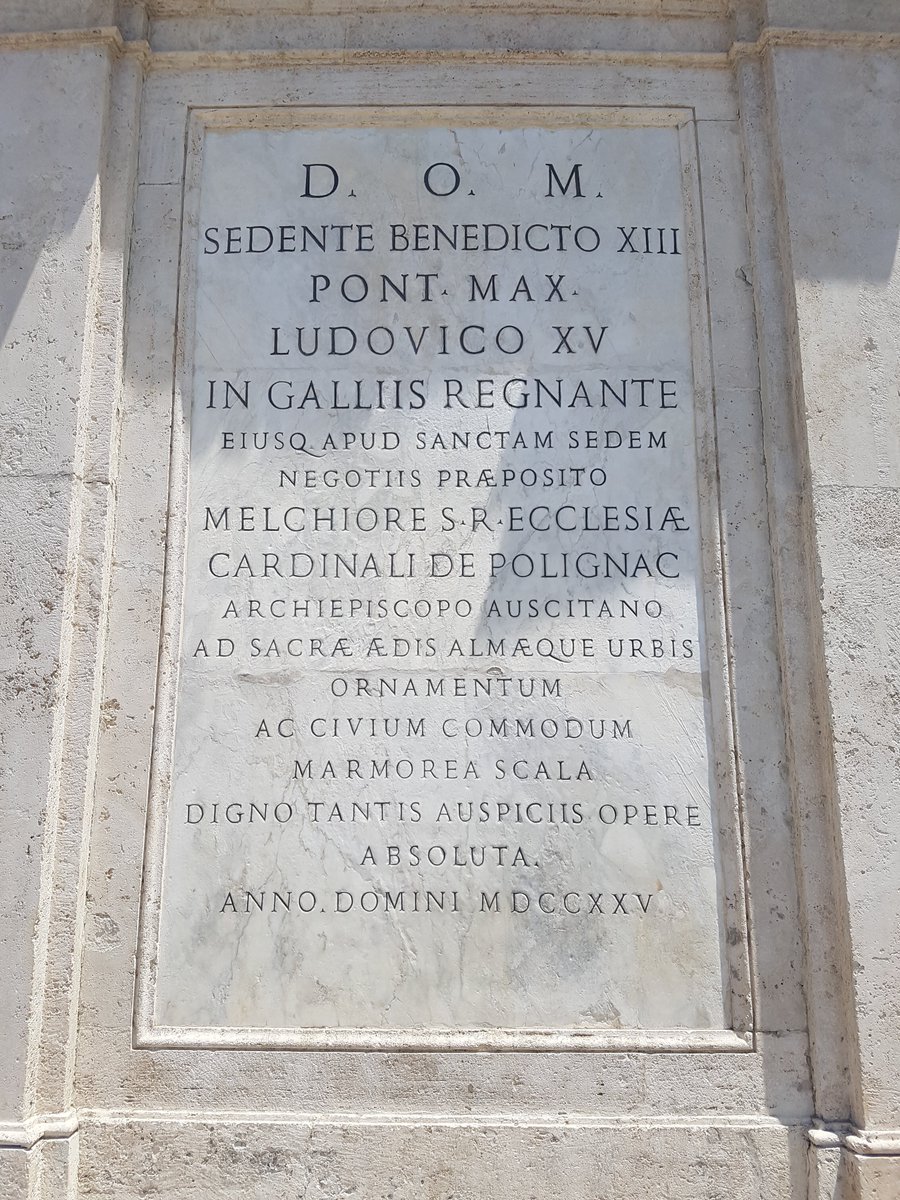 D. O. M.
SEDENTE BENEDICTO XIII
PONT· MAX·
LUDOVICO XV
IN GALLIIS REGNANTE
EIUSQ APUD SANCTAM SEDEM
NEGOTIIS PRÆPOSITO
MELCHIORE S·R·ECCLESIÆ
CARDINALI DE POLIGNAC
ARCHIEPISCOPO AUSCITANO
AD SACRÆ ÆDIS ALMÆQUE URBIS
ORNAMENTUM
AC CIVIUM COMMODUM
MARMOREA SCALA
DIGNO TANTIS AUSPICIIS OPERE
ABSOLUTA.
ANNO. DOMINI MDCCXXV